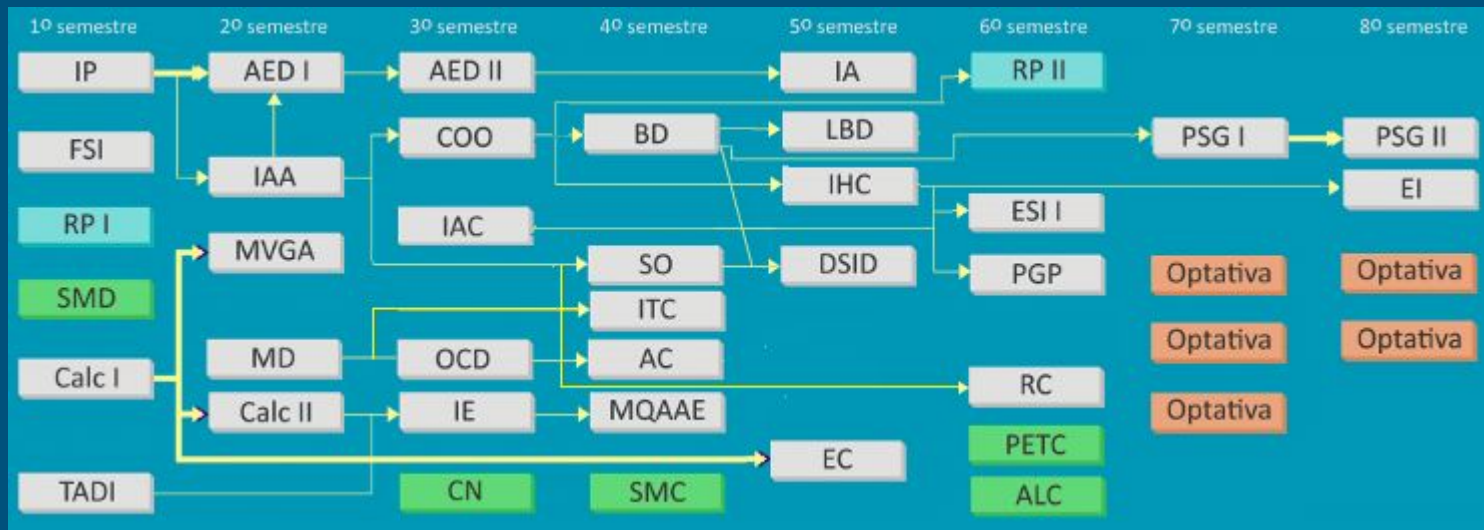 1º semestre 2º semestre 3º semestre 4º semestre 5º semestre 6º semestre 7º semestre 8º semestre
IP AED I AED II IA RP II
FSI COO BD LBD PSG I PSG II
IAA IHC EI
RP I IAC ESI I
MVGA SO DSID PGP Optativa Optativa
SMD ITC
MD OCD AC Optativa Optativa
Calc I RC
Calc II IE MQAAE Optativa
EC PETC
TADI CN SMC ALC